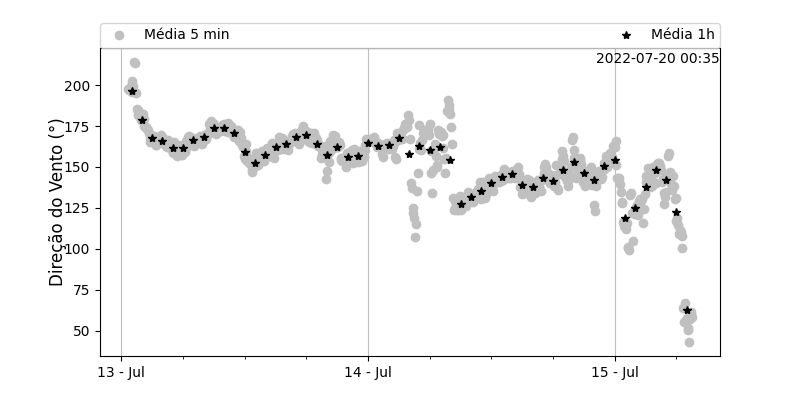 Média 5 min
Média 1h
2022-07-20 00:35
Direção do Vento (°)
200
175
150
125
100
75
50
13 - Jul
14 - Jul
15 - Jul